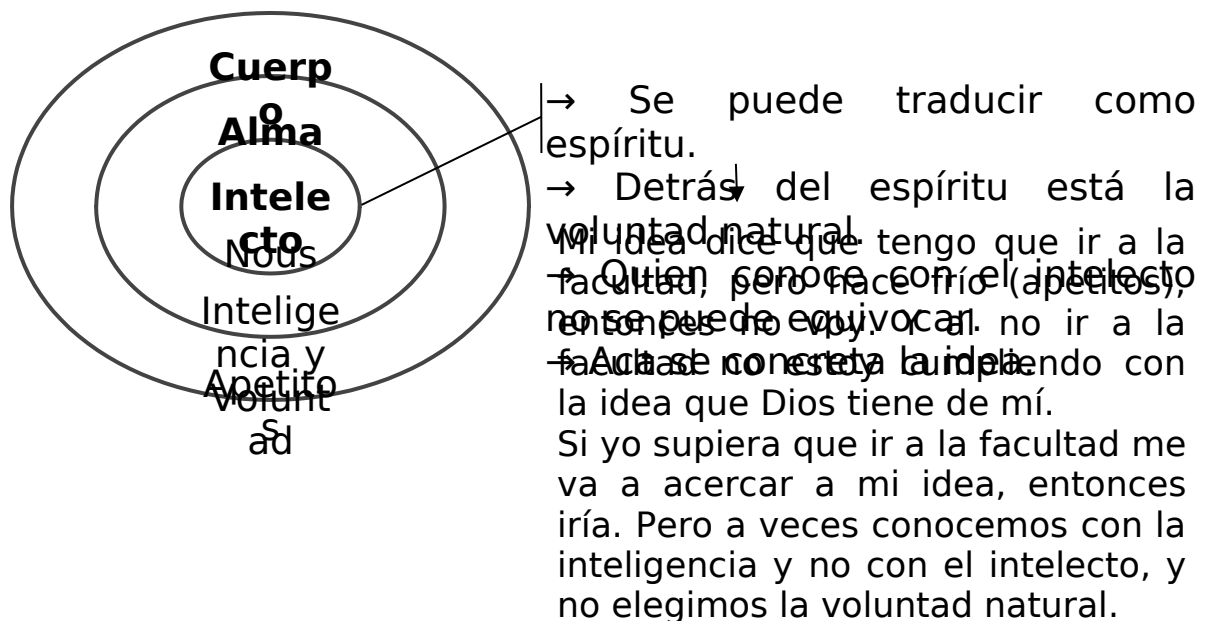 Cuerp
o
Alma
Intele
cto
Nous
Intelige
ncia y
Volunt
ad
Apetito
s
→ Se puede traducir como
espíritu.
→ Detrás del espíritu está la
voluntad natural.
→ Quien conoce con el intelecto
no se puede equivocar.
→ Acá se concreta la idea.
Mi idea dice que tengo que ir a la
facultad, pero hace frío (apetitos),
entonces no voy. Y al no ir a la
facultad no estoy cumpliendo con
la idea que Dios tiene de mí.
Si yo supiera que ir a la facultad me
va a acercar a mi idea, entonces
iría. Pero a veces conocemos con la
inteligencia y no con el intelecto, y
no elegimos la voluntad natural.